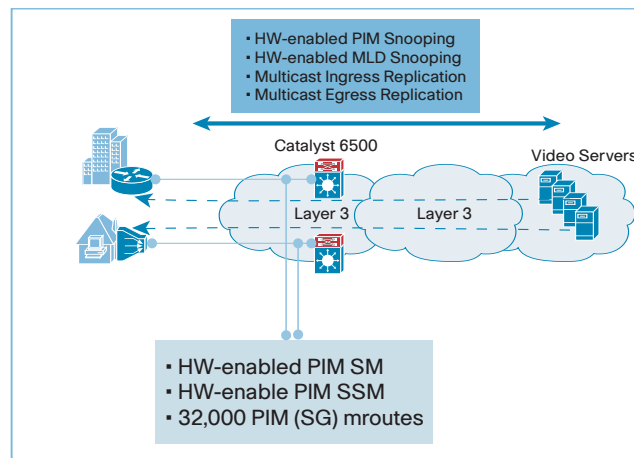 ▪ HW-enabled PIM Snooping
▪ HW-enabled MLD Snooping
▪ Multicast Ingress Replication
▪ Multicast Egress Replication
Catalyst 6500
Video Servers
Layer 3
Layer 3
▪ HW-enabled PIM SM
▪ HW-enable PIM SSM
▪ 32,000 PIM (SG) mroutes